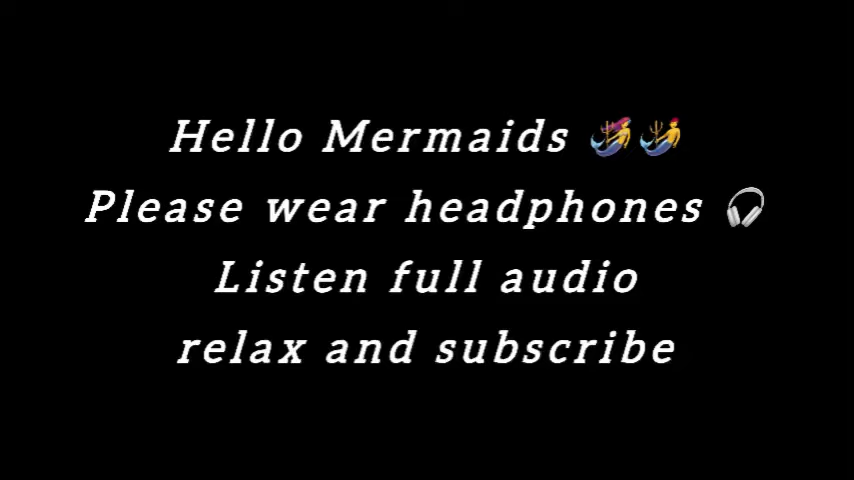 Hello Mermaids 🧜‍♀️🧜‍♂️
Please wear headphones 🎧
Listen full audio
relax and subscribe